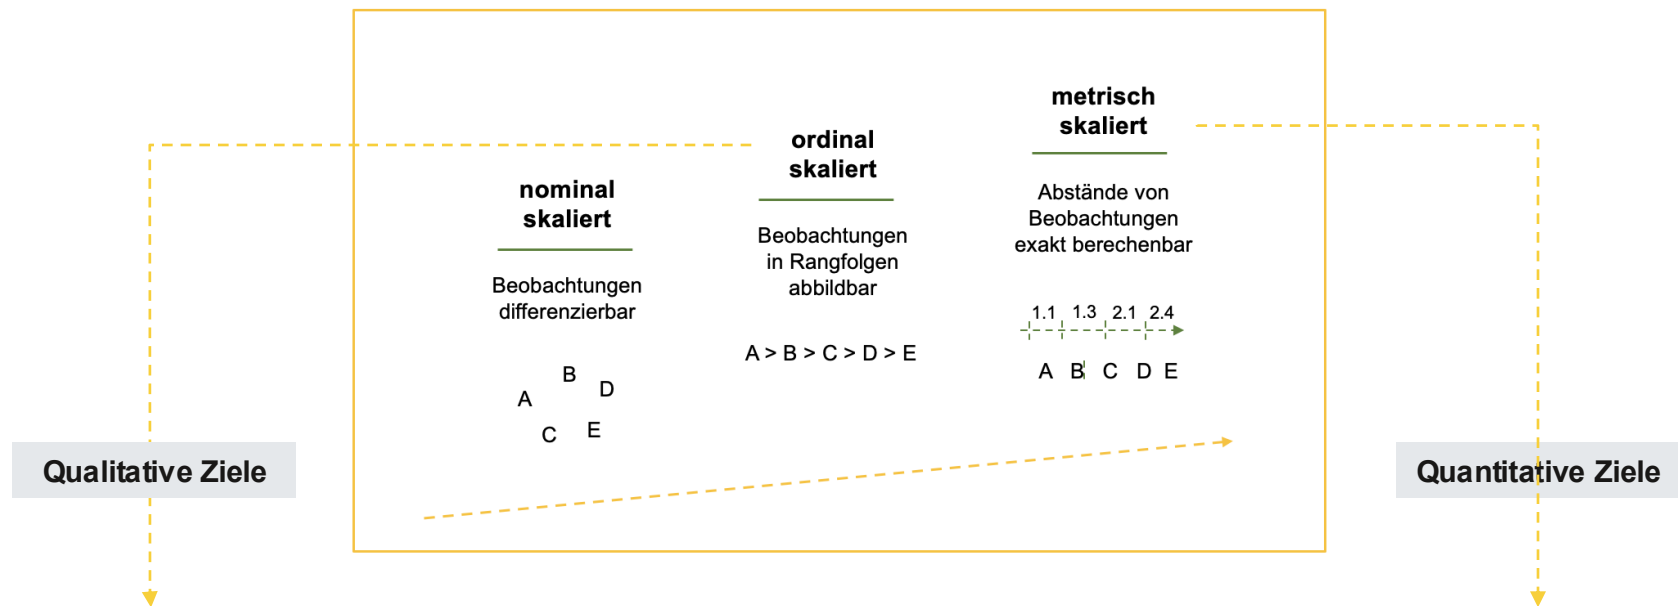 nominal
skaliert
Beobachtungen
differenzierbar
B
A
D
C
E
ordinal
skaliert
Beobachtungen
in Rangfolgen
abbildbar
A > B > C > D > E
metrisch
skaliert
Abstände von
Beobachtungen
exakt berechenbar
1.1 1.3 2.1 2.4
A B C D E
Qualitative Ziele
Quantitative Ziele